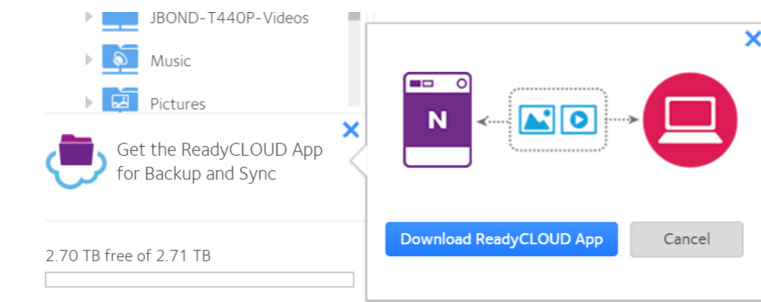 JBOND-T440P-Videos
Music
Pictures
Get the ReadyCLOUD App
for Backup and Sync
2.70 TB free of 2.71 TB
N
Download ReadyCLOUD App
Cancel